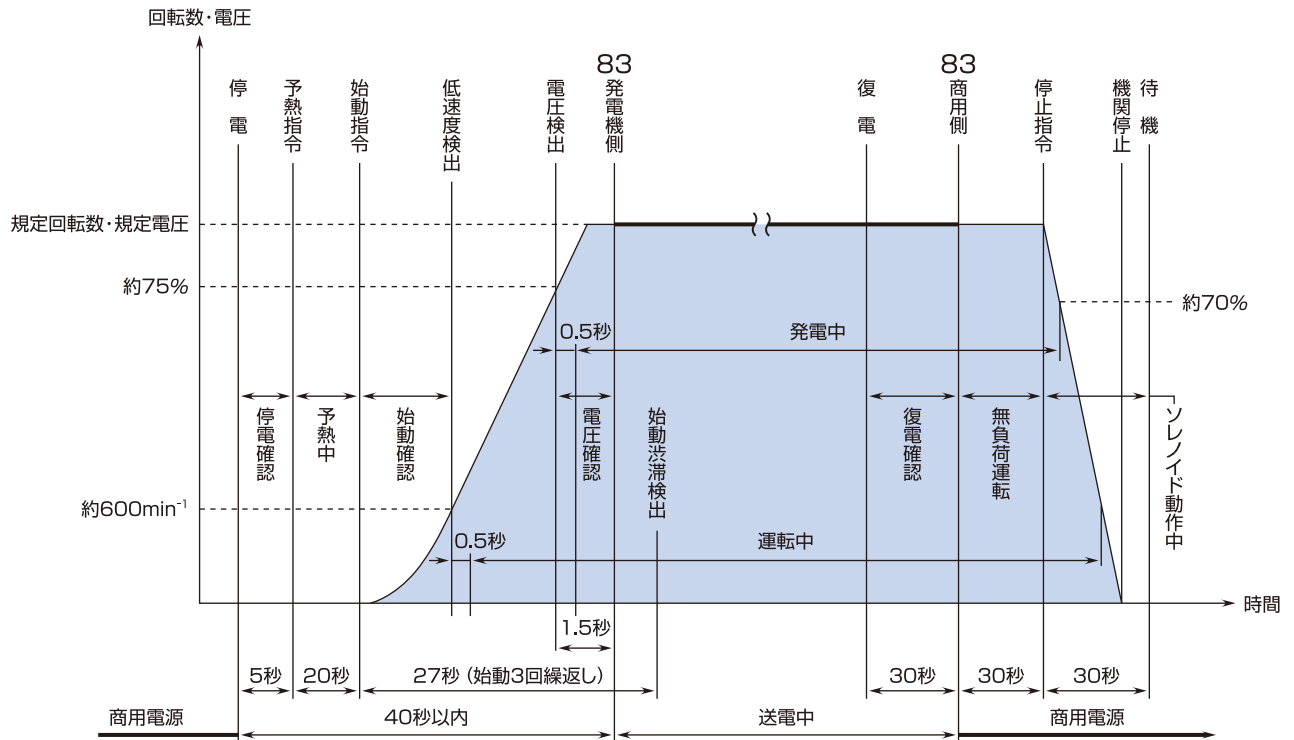 回転数・電圧
83
83
停電
予熱指令
始動指令
低速度検出
電圧検出
発電機側
復電
商用側
停止指令
機関停止
待機
規定回転数・規定電圧
約75%
約70%
0.5秒
発電中
停電確認
予熱中
始動確認
電圧確認
始動渋滞検出
復電確認
無負荷運転
ソレノイド動作中
約600min⁻¹
0.5秒
運転中
時間
1.5秒
5秒
20秒
27秒（始動3回繰返し）
30秒
30秒
30秒
商用電源
40秒以内
送電中
商用電源